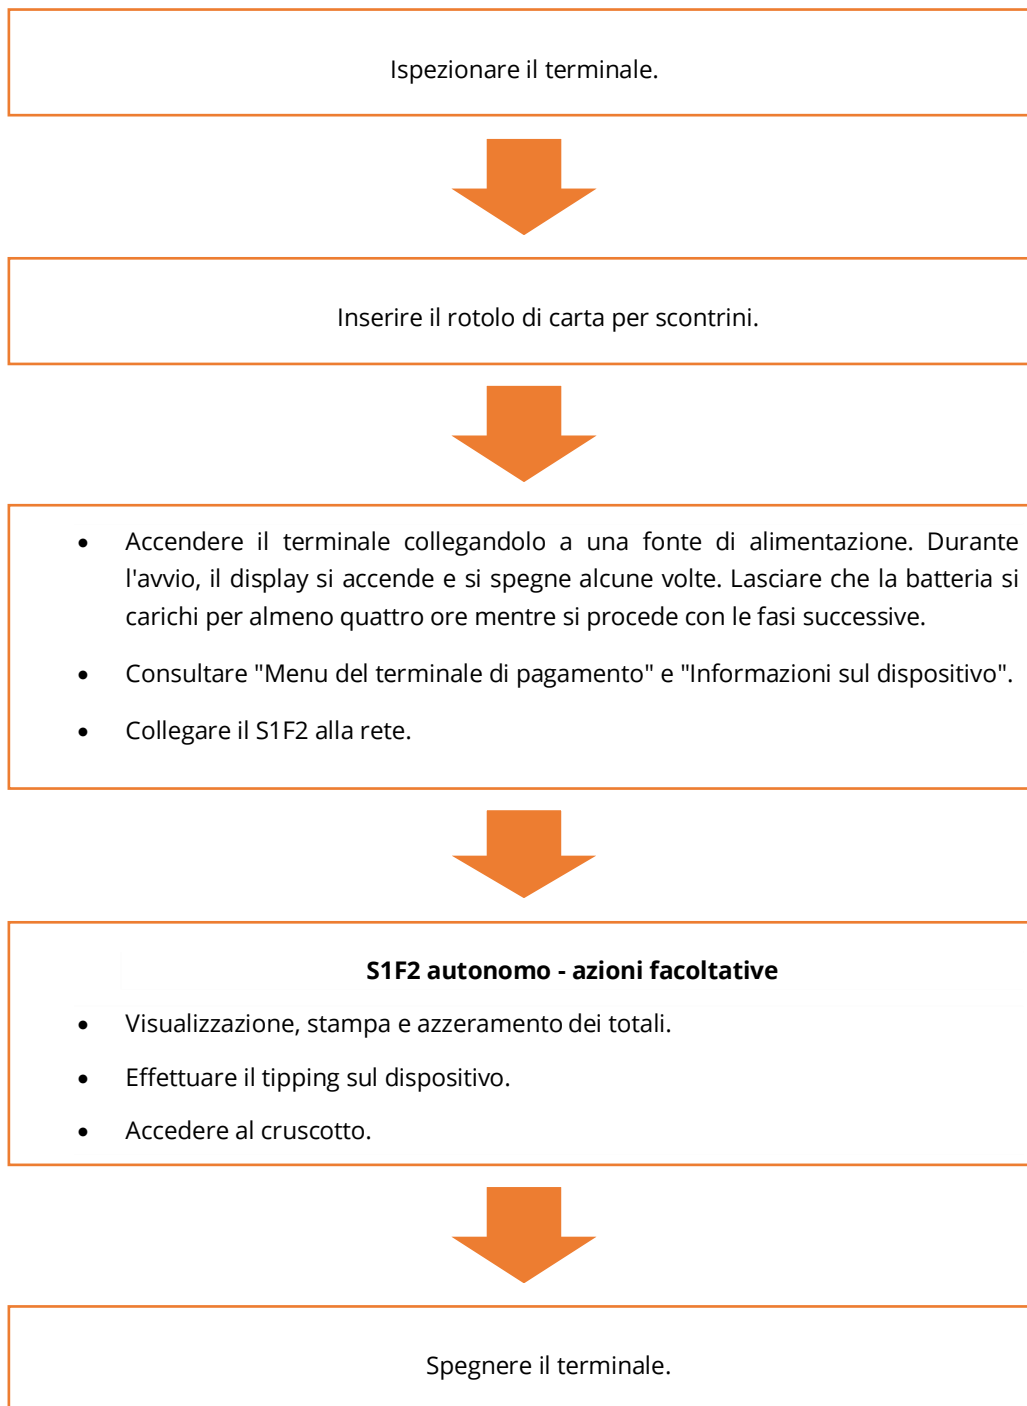 Ispezionare il terminale.
Inserire il rotolo di carta per scontrini.
• Accendere il terminale collegandolo a una fonte di alimentazione. Durante
l'avvio, il display si accende e si spegne alcune volte. Lasciare che la batteria si
carichi per almeno quattro ore mentre si procede con le fasi successive.
• Consultare "Menu del terminale di pagamento" e "Informazioni sul dispositivo".
• Collegare il S1F2 alla rete.
S1F2 autonomo - azioni facoltative
• Visualizzazione, stampa e azzeramento dei totali.
• Effettuare il tipping sul dispositivo.
• Accedere al cruscotto.
Spegnere il terminale.